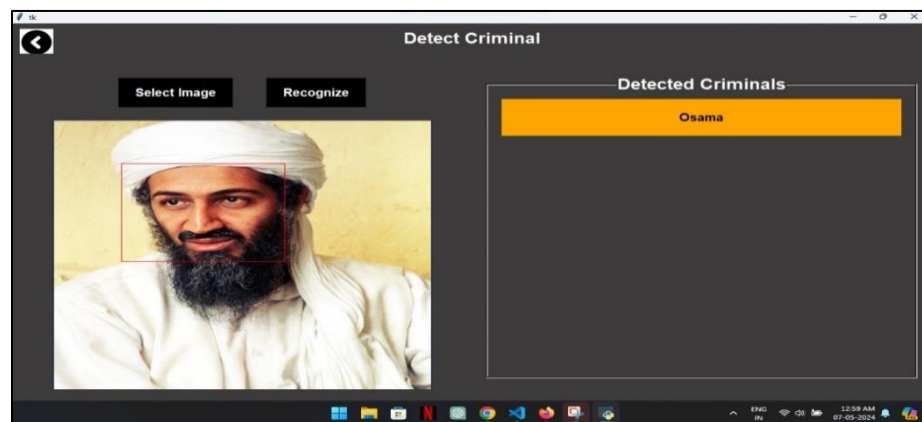 tk
Detect Criminal
Select Image
Recognize
Detected Criminals
Osama
ENG
IN
12:59 AM
07-05-2024